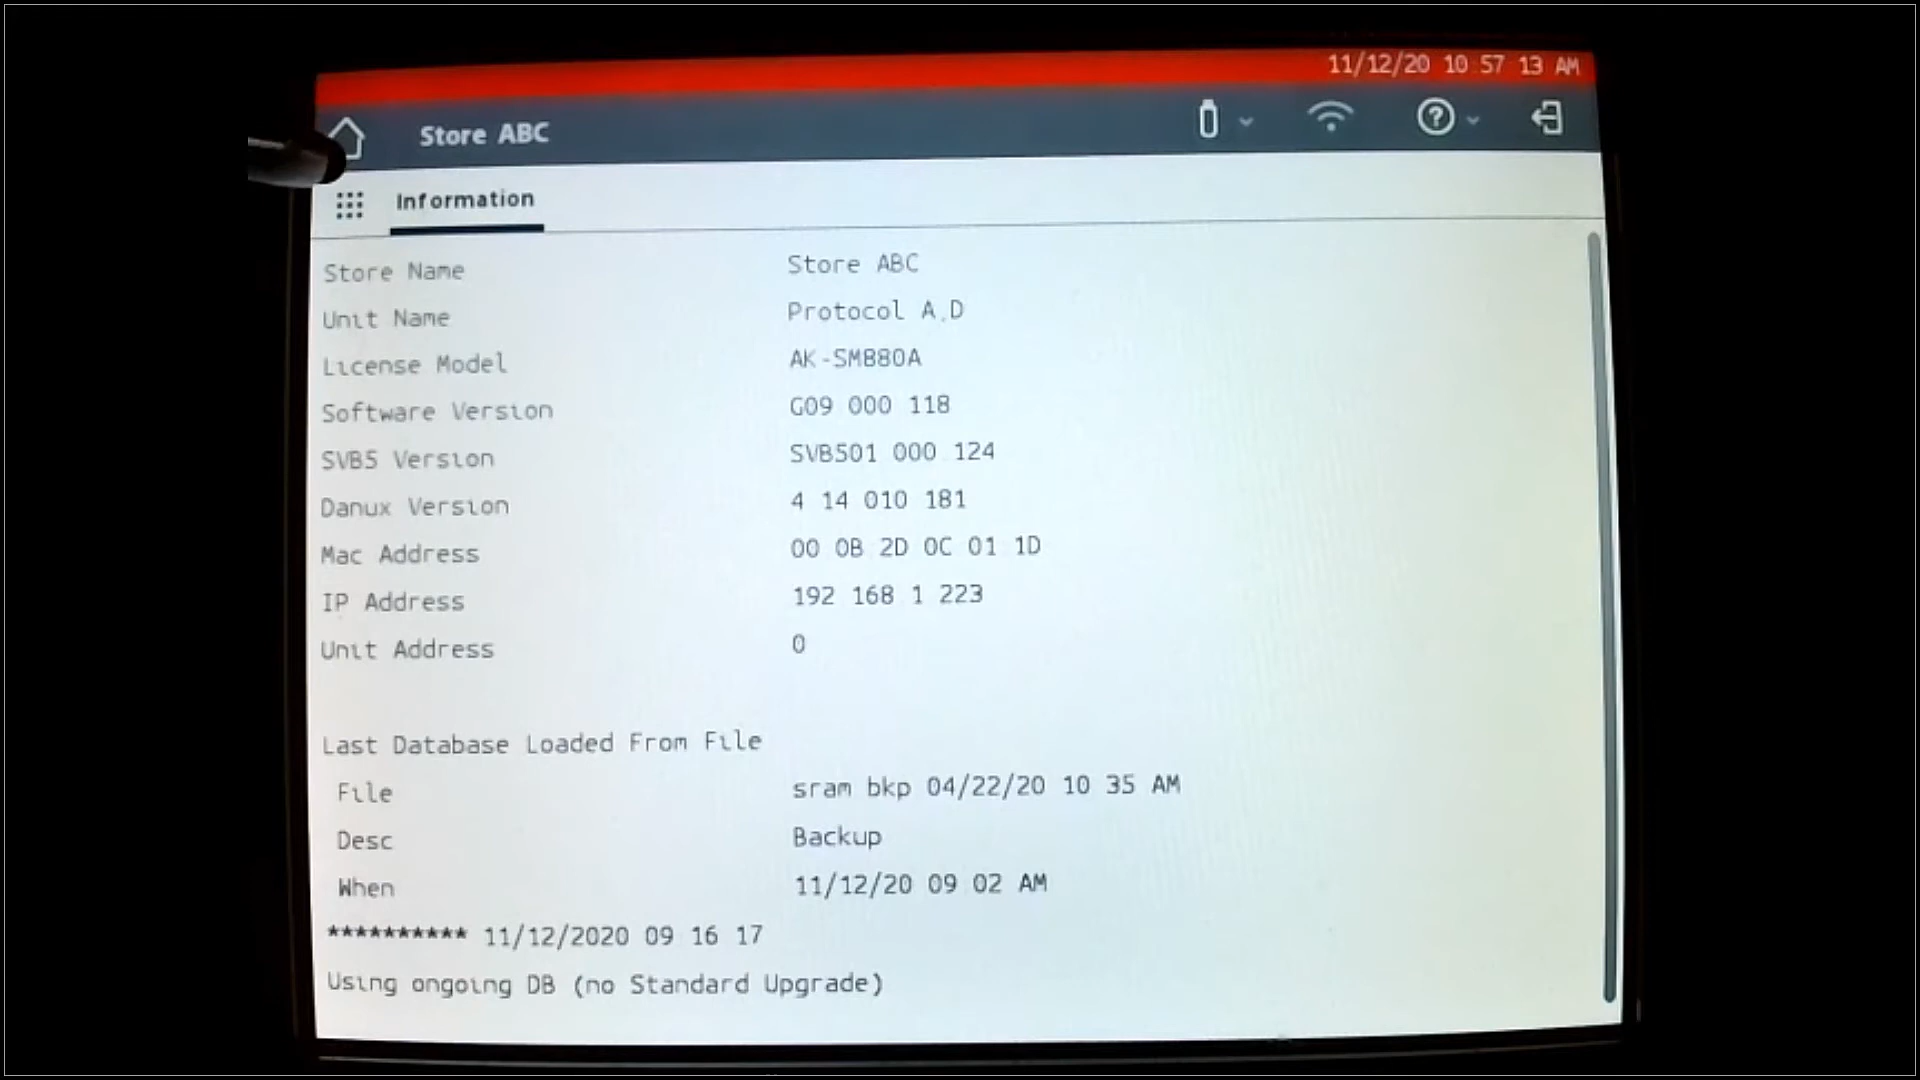 11/12/20 10 57 13 AM
Store ABC
Information
Store Name Store ABC
Unit Name Protocol A.D
License Model AK-SM880A
Software Version G09 000 118
SVB5 Version SVB501 000 124
Danux Version 4 14 010 181
Mac Address 00 0B 2D 0C 01 1D
IP Address 192 168 1 223
Unit Address 0
Last Database Loaded From File
File sram bkp 04/22/20 10 35 AM
Desc Backup
When 11/12/20 09 02 AM
********** 11/12/2020 09 16 17
Using ongoing DB (no Standard Upgrade)